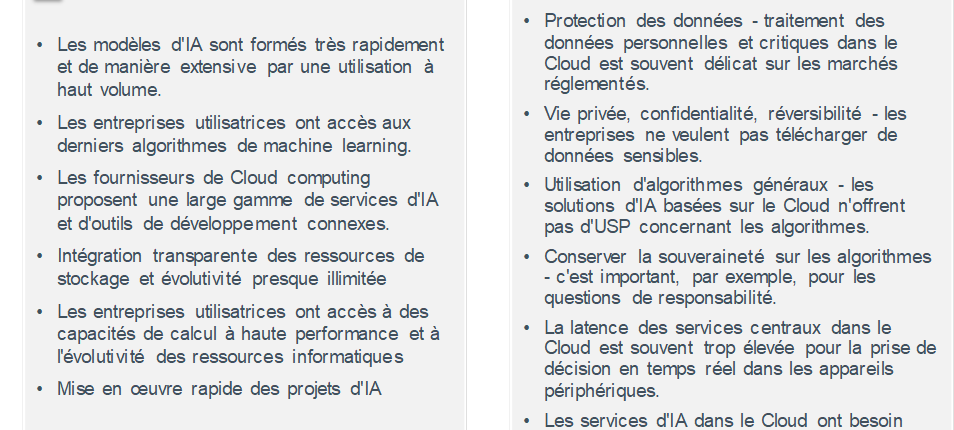 • Les modèles d'IA sont formés très rapidement
et de manière extensive par une utilisation à
haut volume.
• Les entreprises utilisatrices ont accès aux
derniers algorithmes de machine learning.
• Les fournisseurs de Cloud computing
proposent une large gamme de services d'IA
et d'outils de développement connexes.
• Intégration transparente des ressources de
stockage et évolutivité presque illimitée
• Les entreprises utilisatrices ont accès à des
capacités de calcul à haute performance et à
l'évolutivité des ressources informatiques
• Mise en œuvre rapide des projets d'IA
• Protection des données - traitement des
données personnelles et critiques dans le
Cloud est souvent délicat sur les marchés
réglementés.
• Vie privée, confidentialité, réversibilité - les
entreprises ne veulent pas télécharger de
données sensibles.
• Utilisation d'algorithmes généraux - les
solutions d'IA basées sur le Cloud n'offrent
pas d'USP concernant les algorithmes.
• Conserver la souveraineté sur les algorithmes
- c'est important, par exemple, pour les
questions de responsabilité.
• La latence des services centraux dans le
Cloud est souvent trop élevée pour la prise de
décision en temps réel dans les appareils
périphériques.
• Les services d'IA dans le Cloud ont besoin